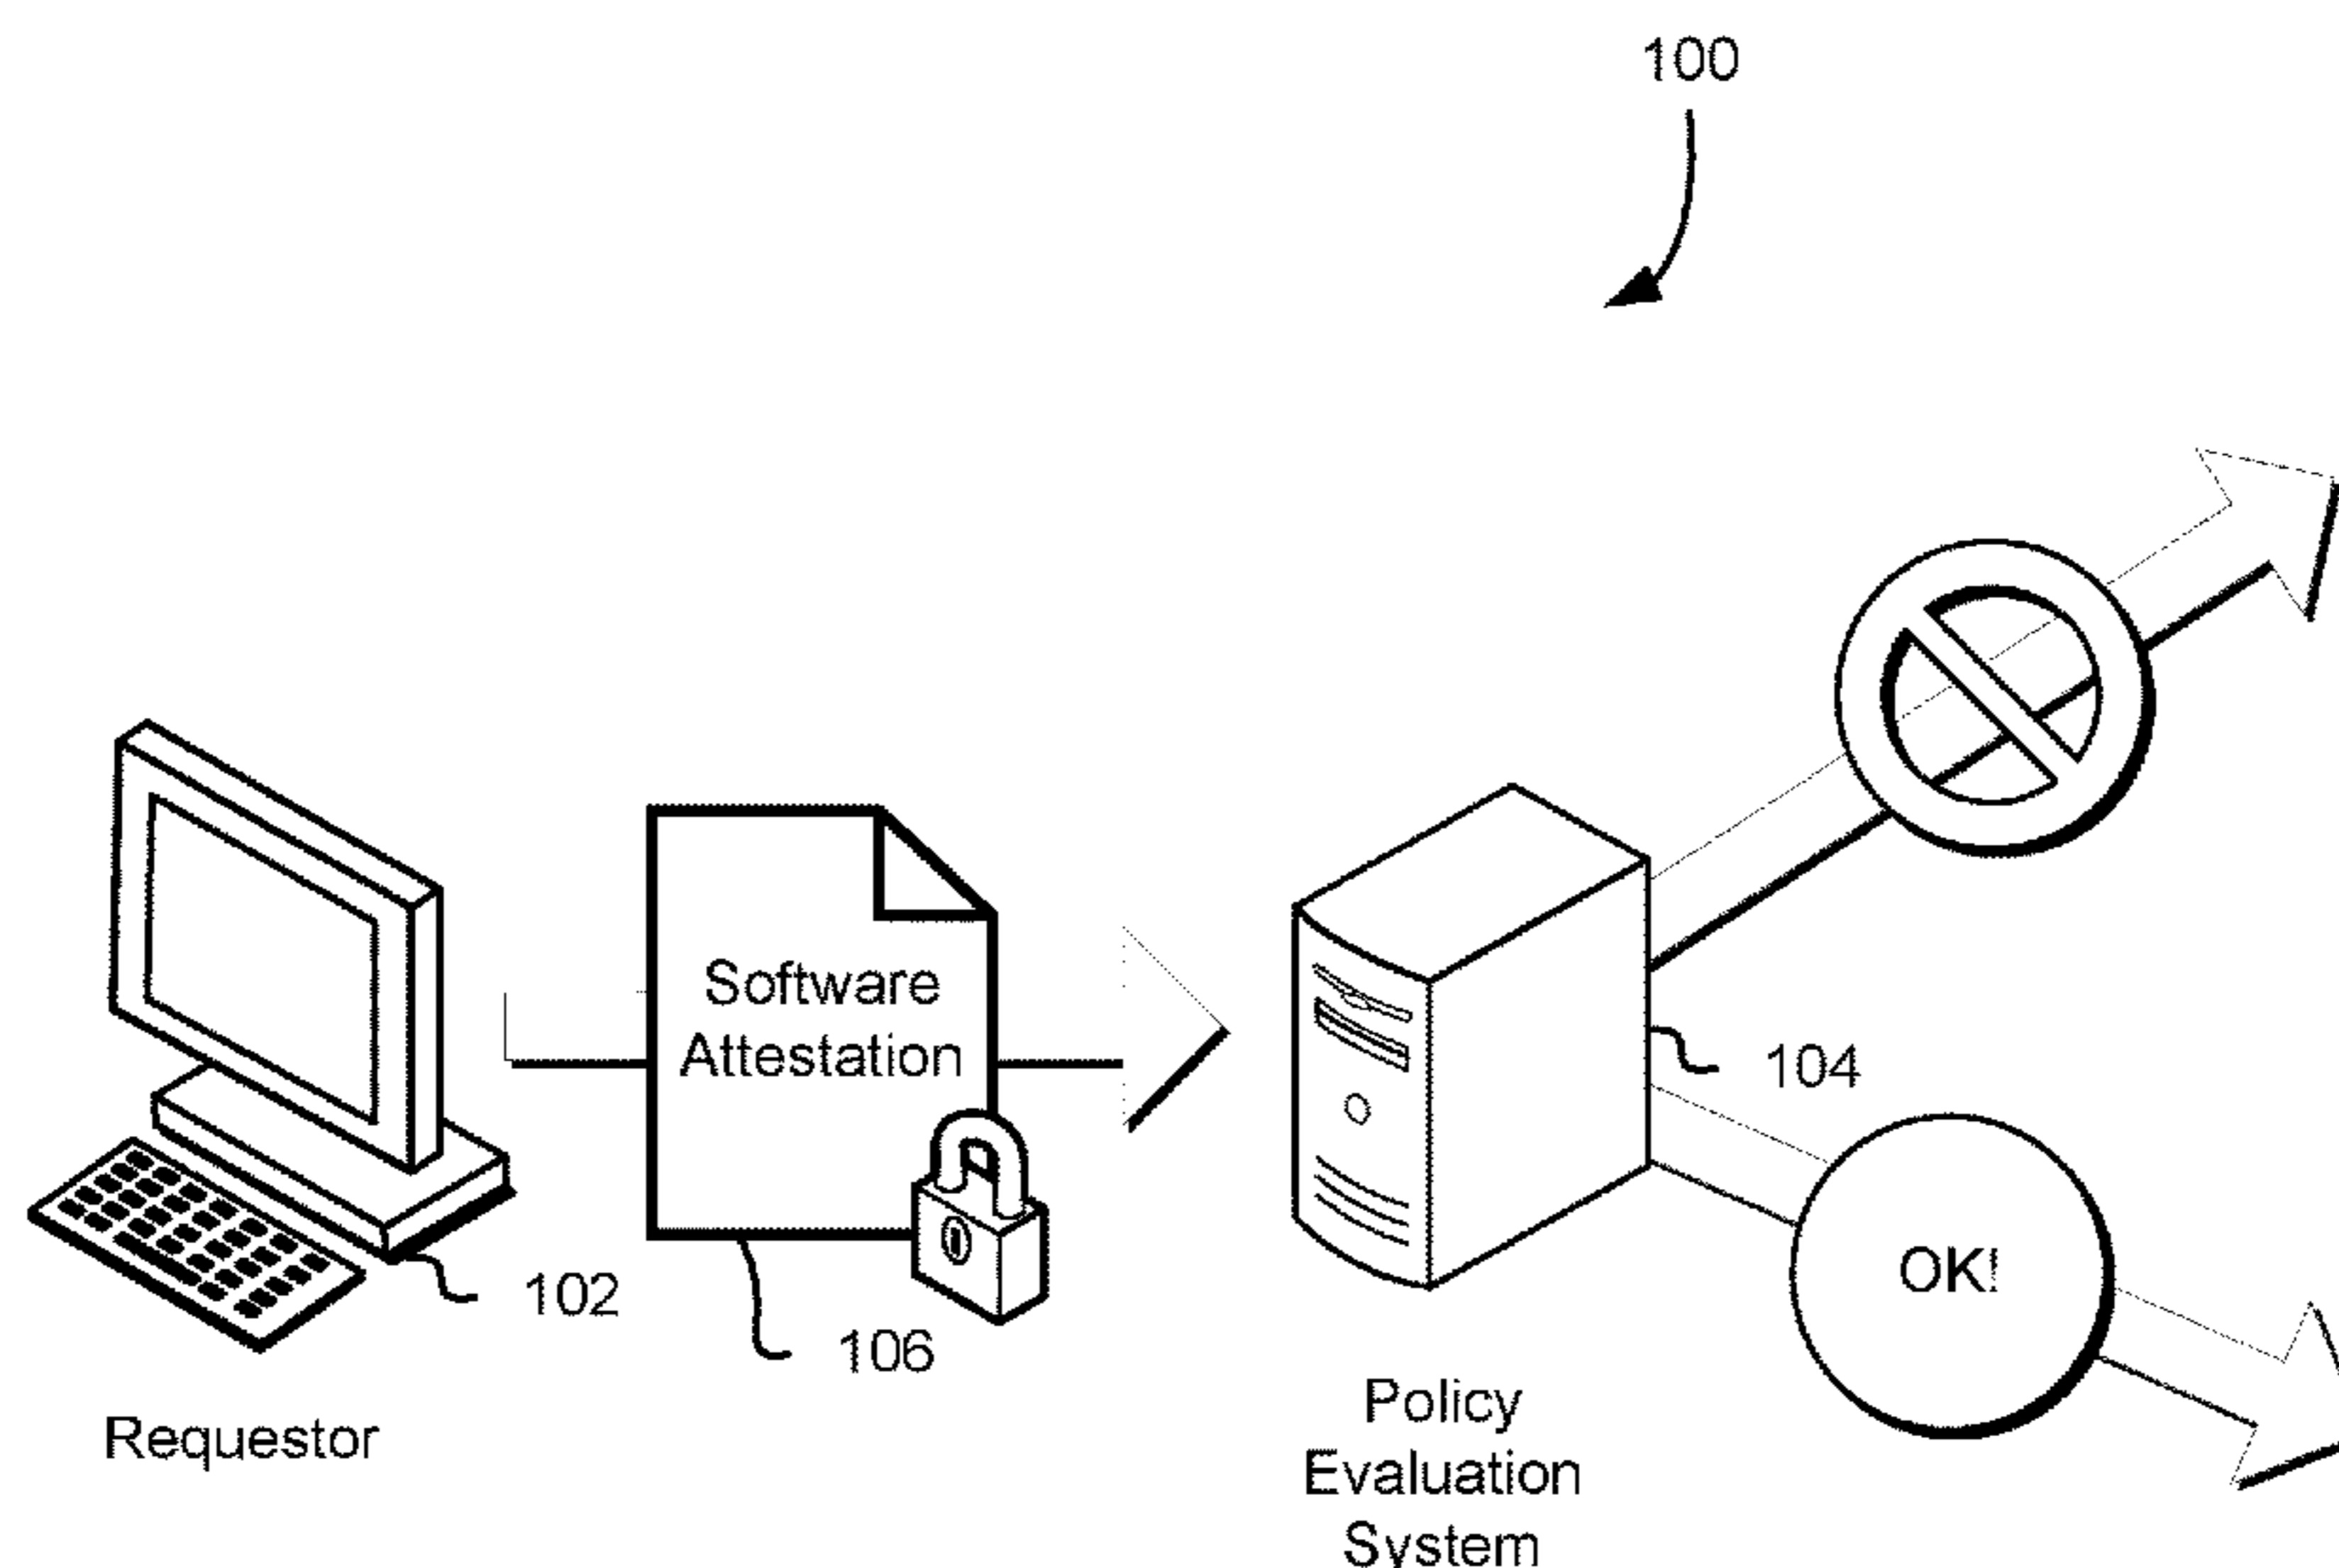 100
Software
Attestation
104
OK!
102
106
Requestor
Policy
Evaluation
System